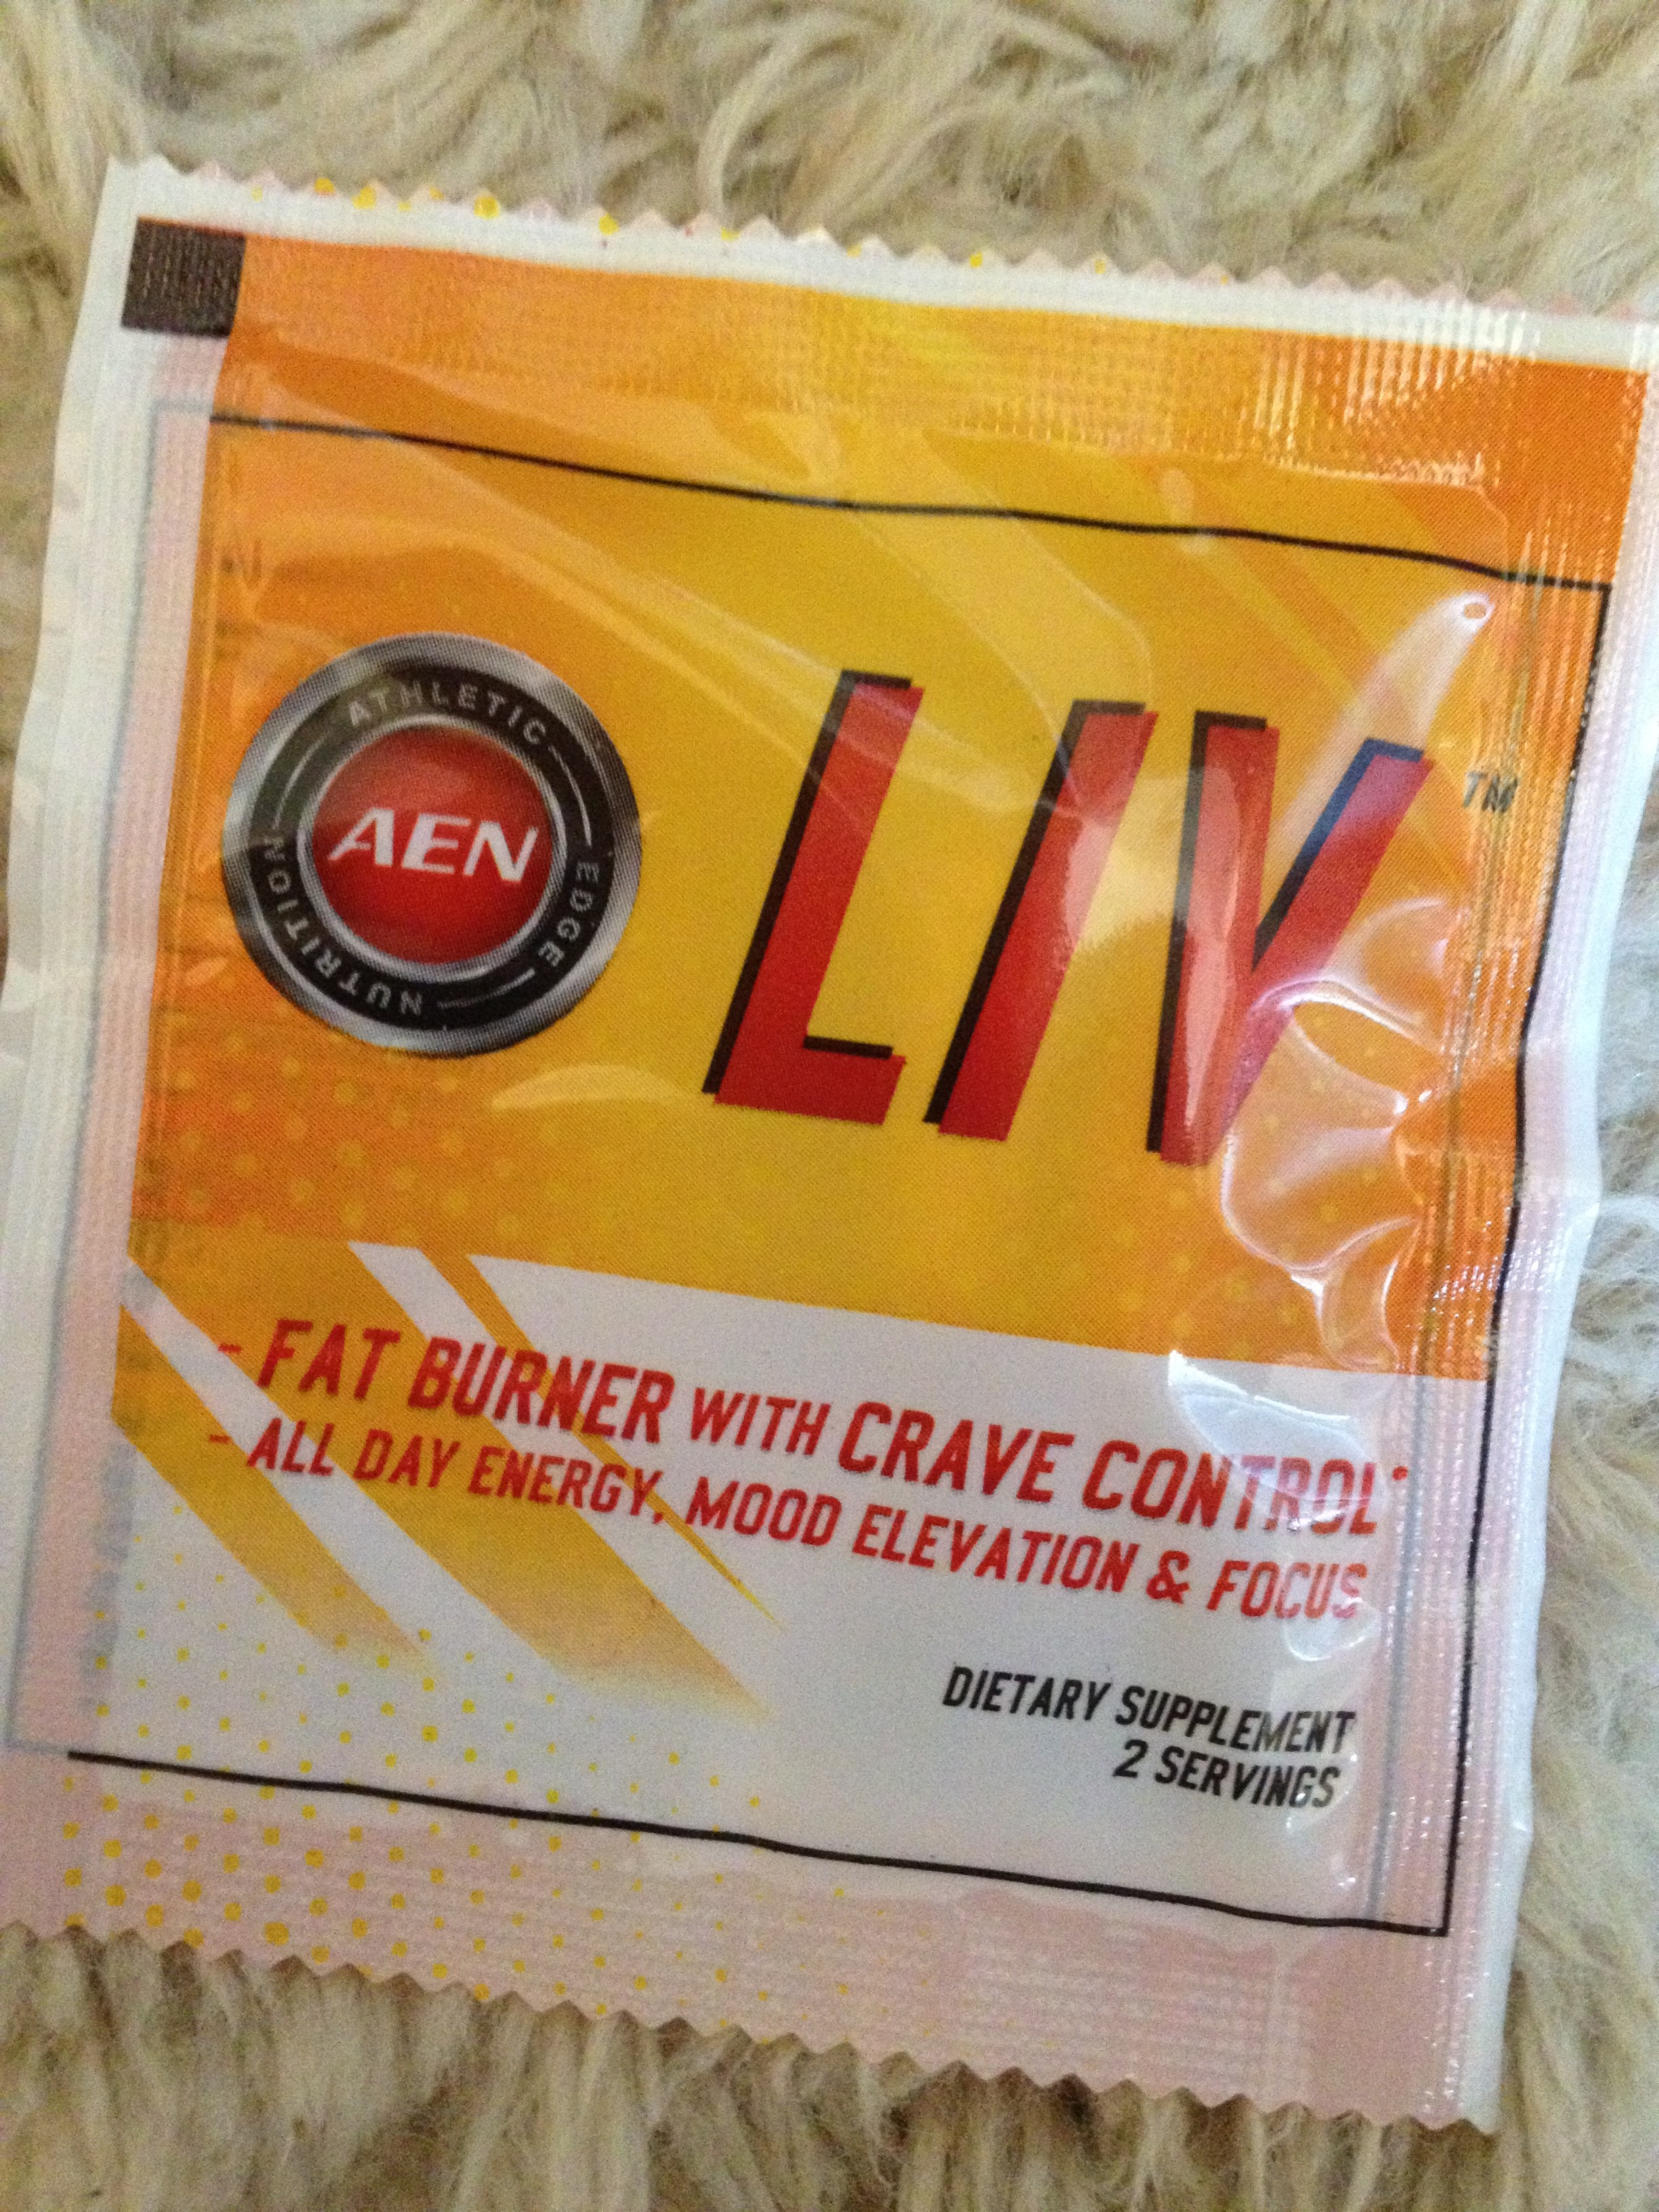 ATHLETIC
EDGE
NUTRITION
AEN
LIV™
- FAT BURNER WITH CRAVE CONTROL*
- ALL DAY ENERGY, MOOD ELEVATION & FOCUS
DIETARY SUPPLEMENT
2 SERVINGS